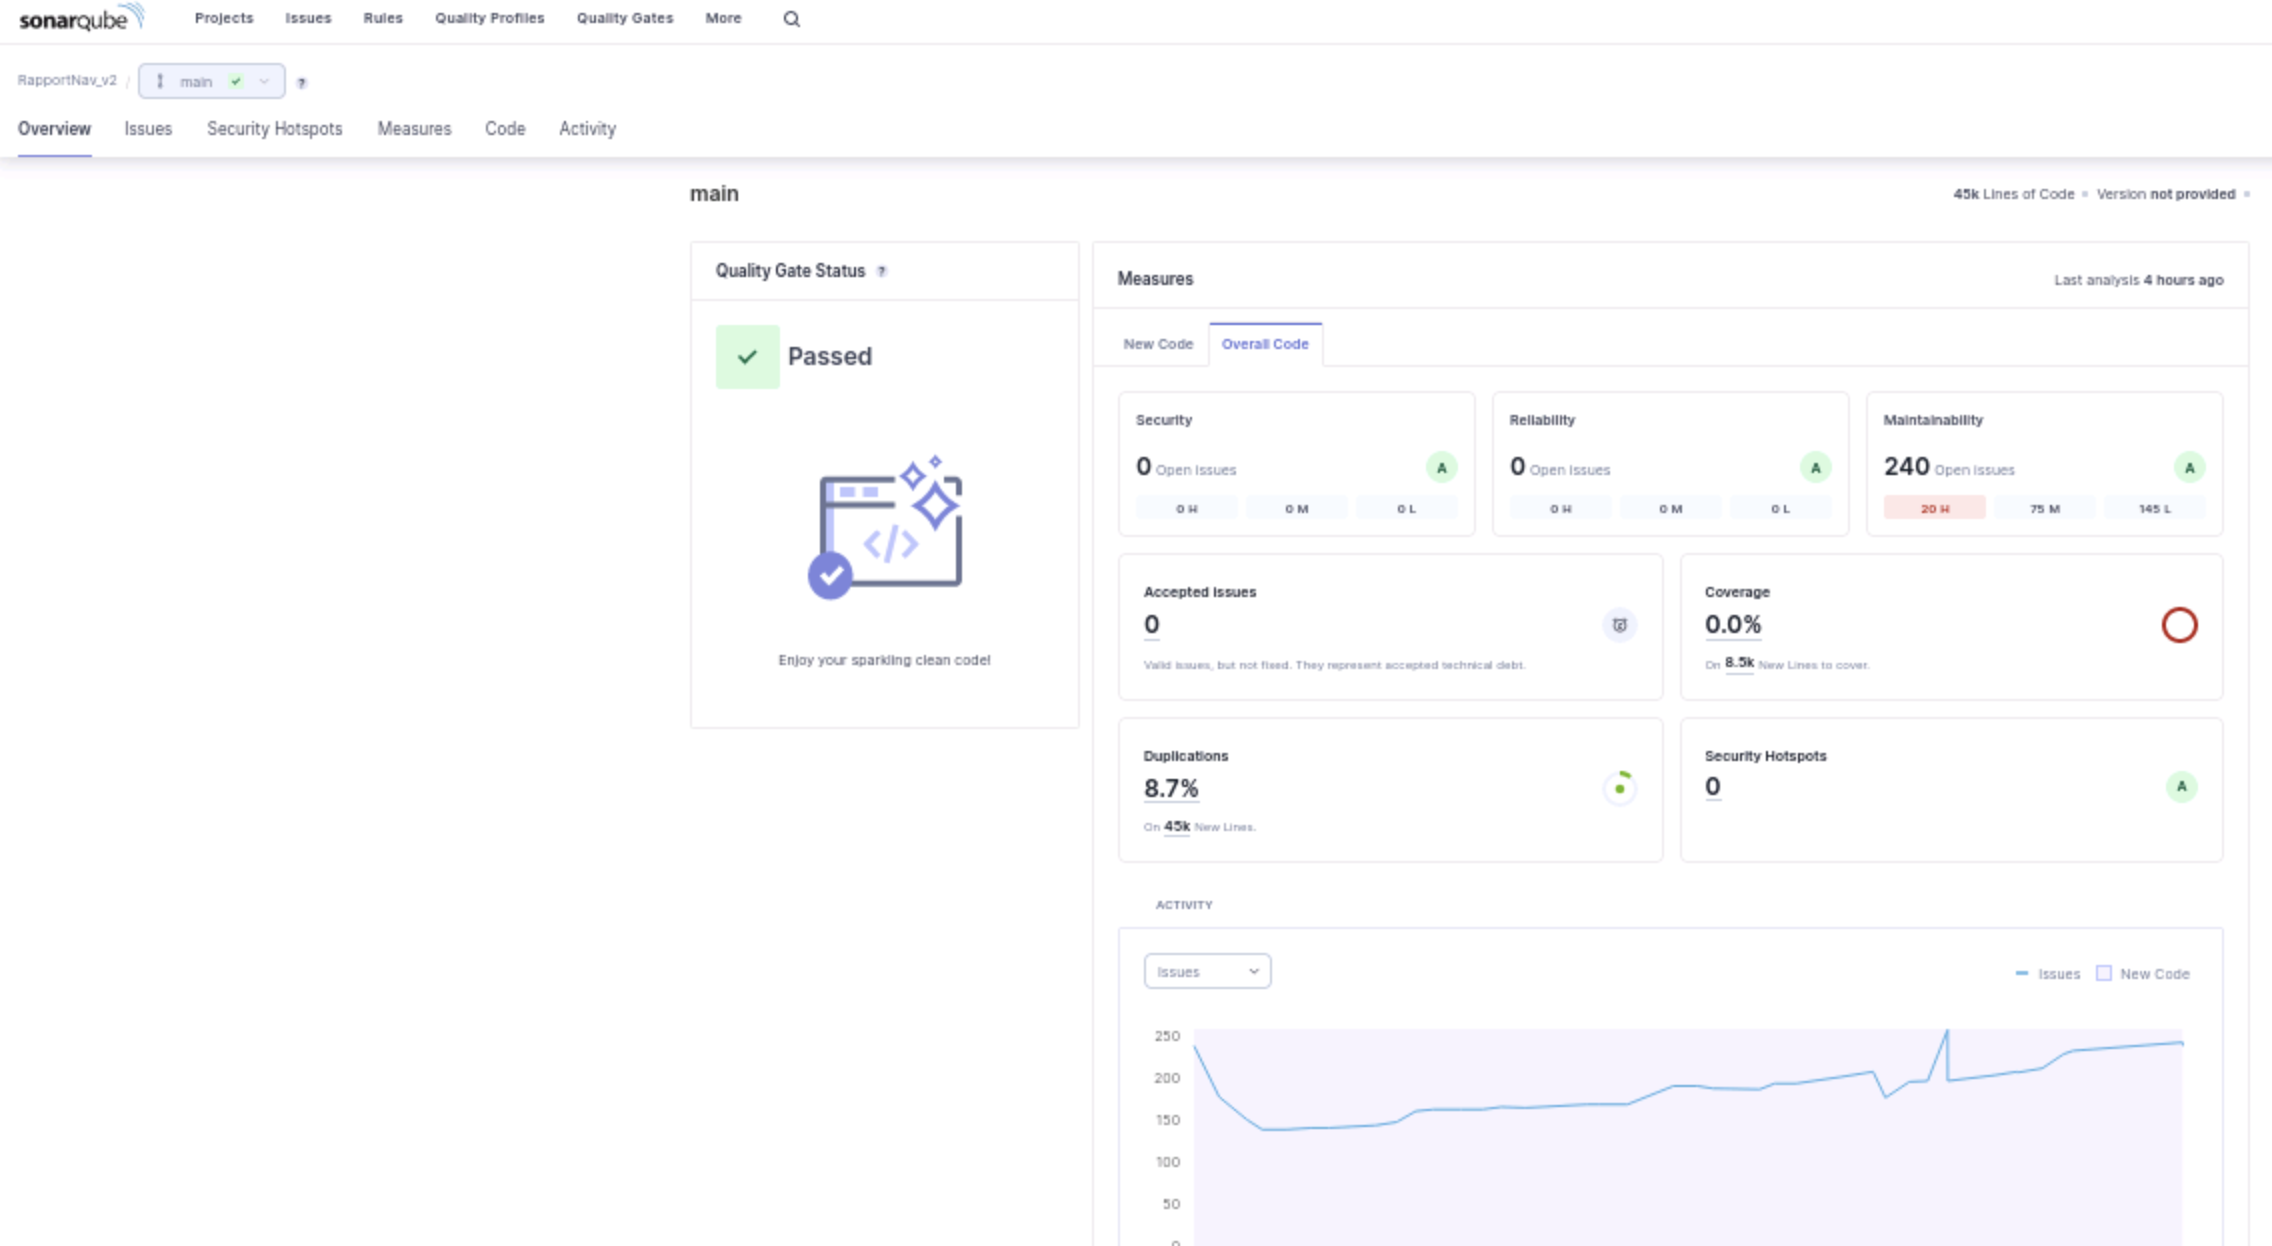 sonarqube Projects Issues Rules Quality Profiles Quality Gates More
RapportNav_v2 / main ?
Overview Issues Security Hotspots Measures Code Activity
main
45k Lines of Code Version not provided
Quality Gate Status ?
Passed
</>
Enjoy your sparkling clean code!
Measures
Last analysis 4 hours ago
New Code Overall Code
Security
0 Open Issues A
0 H 0 M 0 L
Reliability
0 Open Issues A
0 H 0 M 0 L
Maintainability
240 Open Issues A
20 H 75 M 145 L
Accepted Issues
0
Valid issues, but not fixed. They represent accepted technical debt.
Coverage
0.0%
On 8.5k New Lines to cover.
Duplications
8.7%
On 45k New Lines.
Security Hotspots
0 A
ACTIVITY
Issues
Issues New Code
250
200
150
100
50
0